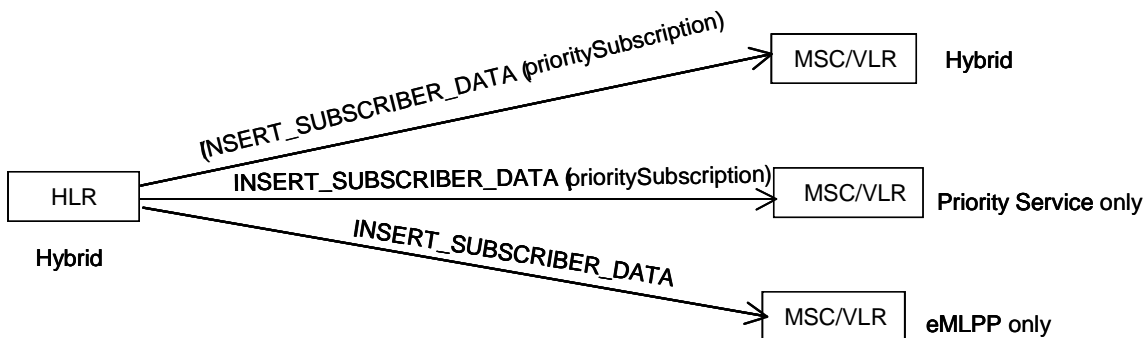 (INSERT_SUBSCRIBER_DATA (prioritySubscription)
MSC/VLR
Hybrid
HLR
Hybrid
INSERT_SUBSCRIBER_DATA (prioritySubscription)
MSC/VLR
Priority Service only
INSERT_SUBSCRIBER_DATA
MSC/VLR
eMLPP only